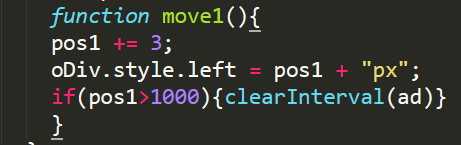 function move1(){
pos1 += 3;
oDiv.style.left = pos1 + "px";
if(pos1>1000){clearInterval(ad)}
}
}